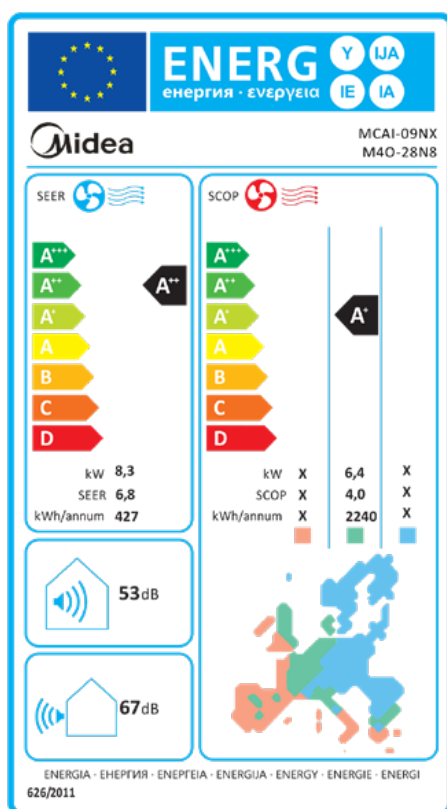 ENERG
енергия · ενεργεια
Y IJA
IE IA
Midea
MCAI-09NX
M4O-28N8
SEER
A+++
A++
A+
A
B
C
D
A++
kW 8,3
SEER 6,8
kWh/annum 427
SCOP
A+++
A++
A+
A
B
C
D
A+
kW X 6,4 X
SCOP X 4,0 X
kWh/annum X 2240 X
53dB
67dB
ENERGIA · ЕНЕРГИЯ · ΕΝΕΡΓΕΙΑ · ENERGIJA · ENERGY · ENERGIE · ENERGI
626/2011